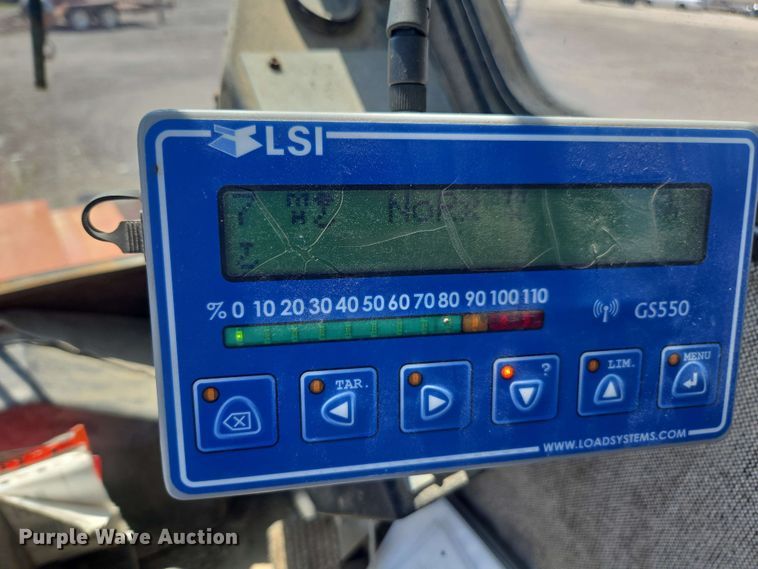 LSI
% 0 10 20 30 40 50 60 70 80 90 100 110
GS550
TAR.
?
LIM.
MENU
WWW.LOADSYSTEMS.COM
Purple Wave Auction